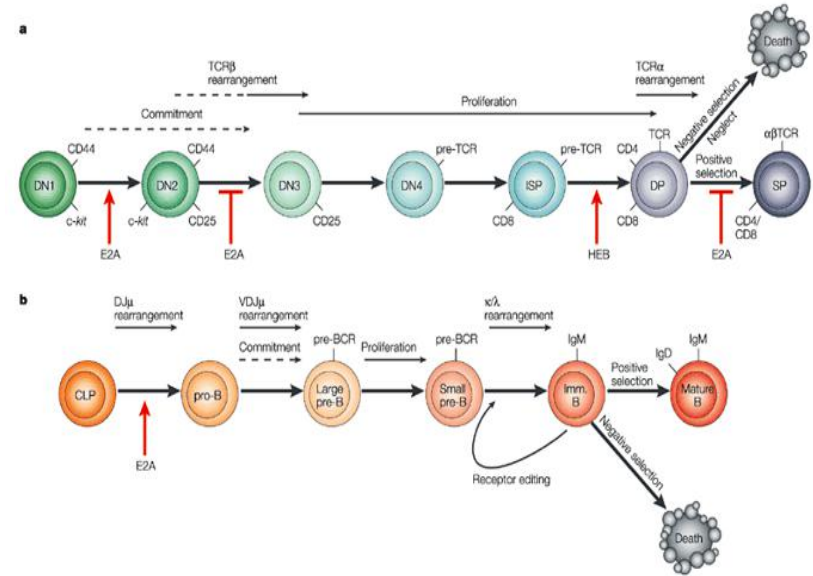 a
Death
TCRβ
rearrangement
TCRα
rearrangement
Commitment
Proliferation
Negative selection
Neglect
CD44
CD44
pre-TCR
pre-TCR
CD4
TCR
αβTCR
Positive
selection
DN1
DN2
DN3
DN4
ISP
DP
SP
c-kit
c-kit
CD25
CD25
CD8
CD8
CD4/
CD8
E2A
E2A
HEB
E2A
b
DJμ
rearrangement
VDJμ
rearrangement
κ/λ
rearrangement
Commitment
pre-BCR
Proliferation
pre-BCR
IgM
IgD
IgM
Positive
selection
CLP
pro-B
Large
pre-B
Small
pre-B
Imm.
B
Mature
B
E2A
Receptor editing
Negative selection
Death